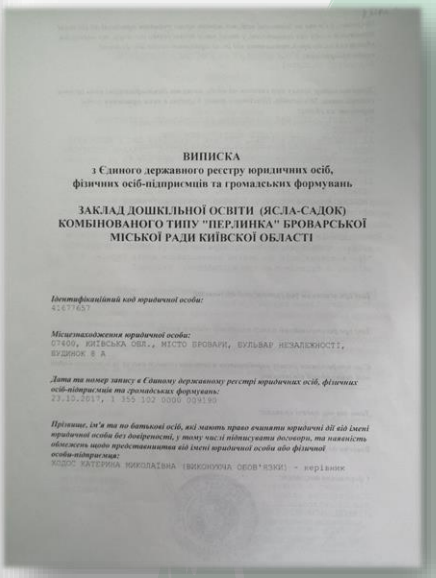 ВИПИСКА
з Єдиного державного реєстру юридичних осіб,
фізичних осіб-підприємців та громадських формувань
ЗАКЛАД ДОШКІЛЬНОЇ ОСВІТИ (ЯСЛА-САДОК)
КОМБІНОВАНОГО ТИПУ "ПЕРЛИНКА" БРОВАРСЬКОЇ
МІСЬКОЇ РАДИ КИЇВСКОЇ ОБЛАСТІ
Ідентифікаційний код юридичної особи:
41677657
Місцезнаходження юридичної особи:
07400, КИЇВСЬКА ОБЛ., МІСТО БРОВАРИ, БУЛЬВАР НЕЗАЛЕЖНОСТІ,
БУДИНОК 8 А
Дата та номер запису в Єдиному державному реєстрі юридичних осіб, фізичних
осіб-підприємців та громадських формувань:
23.10.2017, 1 355 102 0000 009190
Прізвище, ім'я та по батькові осіб, які мають право вчиняти юридичні дії від імені
юридичної особи без довіреності, у тому числі підписувати договори, та наявність
обмежень щодо представництва від імені юридичної особи або фізичної
особи-підприємця:
КАТЕРИНА МИКОЛАЇВНА (ВИКОНУЮЧА ОБОВ'ЯЗКИ) - керівник